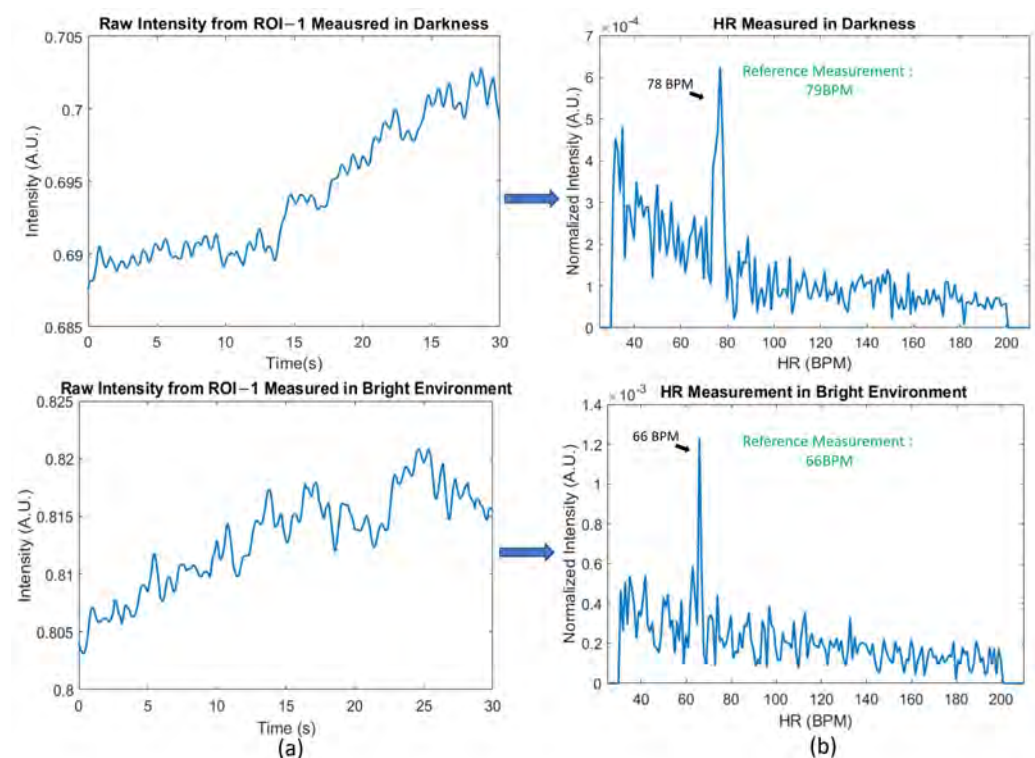 Raw Intensity from ROI−1 Meausred in Darkness
0.705
0.7
0.695
0.69
0.685
Intensity (A.U.)
0 5 10 15 20 25 30
Time(s)
HR Measured in Darkness
×10⁻⁴
7
6
5
4
3
2
1
0
Normalized Intensity (A.U.)
78 BPM
Reference Measurement :
79BPM
40 60 80 100 120 140 160 180 200
HR (BPM)
Raw Intensity from ROI−1 Measured in Bright Environment
0.825
0.82
0.815
0.81
0.805
0.8
Intensity (A.U.)
0 5 10 15 20 25 30
Time (s)
(a)
HR Measurement in Bright Environment
×10⁻³
1.4
1.2
1
0.8
0.6
0.4
0.2
0
Normalized Intensity (A.U.)
66 BPM
Reference Measurement :
66BPM
40 60 80 100 120 140 160 180 200
HR (BPM)
(b)